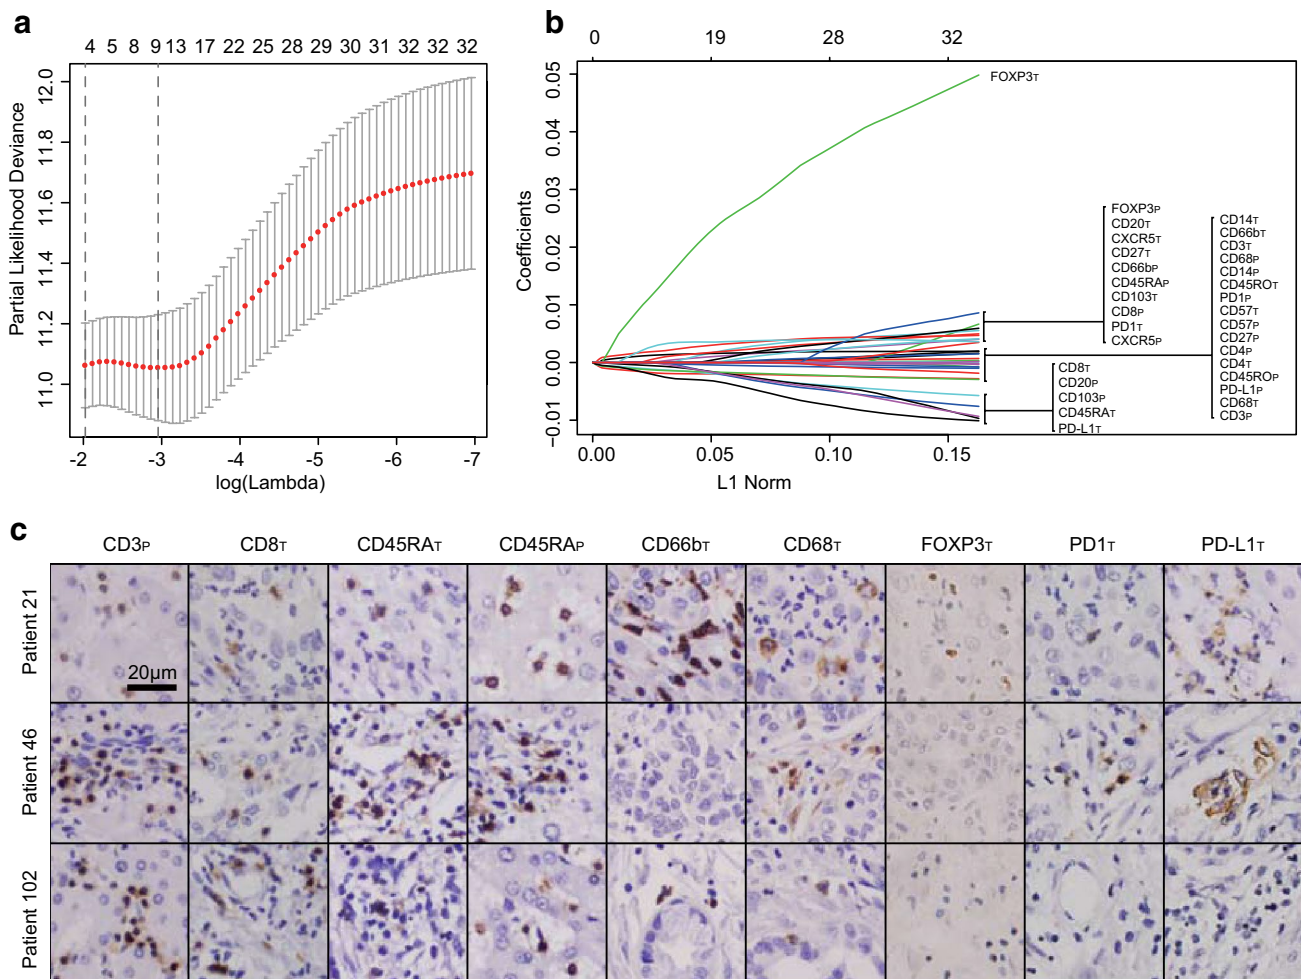 a
4 5 8 9 13 17 22 25 28 29 30 31 32 32 32
Partial Likelihood Deviance
12.0
11.8
11.6
11.4
11.2
11.0
-2 -3 -4 -5 -6 -7
log(Lambda)
b
0 19 28 32
Coefficients
0.05
0.04
0.03
0.02
0.01
0.00
−0.01
0.00 0.05 0.10 0.15
L1 Norm
FOXP3T
FOXP3P
CD20T
CXCR5T
CD27T
CD66bP
CD45RAP
CD103T
CD8P
PD1T
CXCR5P
CD14T
CD66bT
CD3T
CD68P
CD14P
CD45ROT
PD1P
CD57T
CD57P
CD27P
CD4P
CD4T
CD45ROP
PD-L1P
CD68T
CD3P
CD8T
CD20P
CD103P
CD45RAT
PD-L1T
c
CD3P CD8T CD45RAT CD45RAP CD66bT CD68T FOXP3T PD1T PD-L1T
Patient 21
20µm
Patient 46
Patient 102